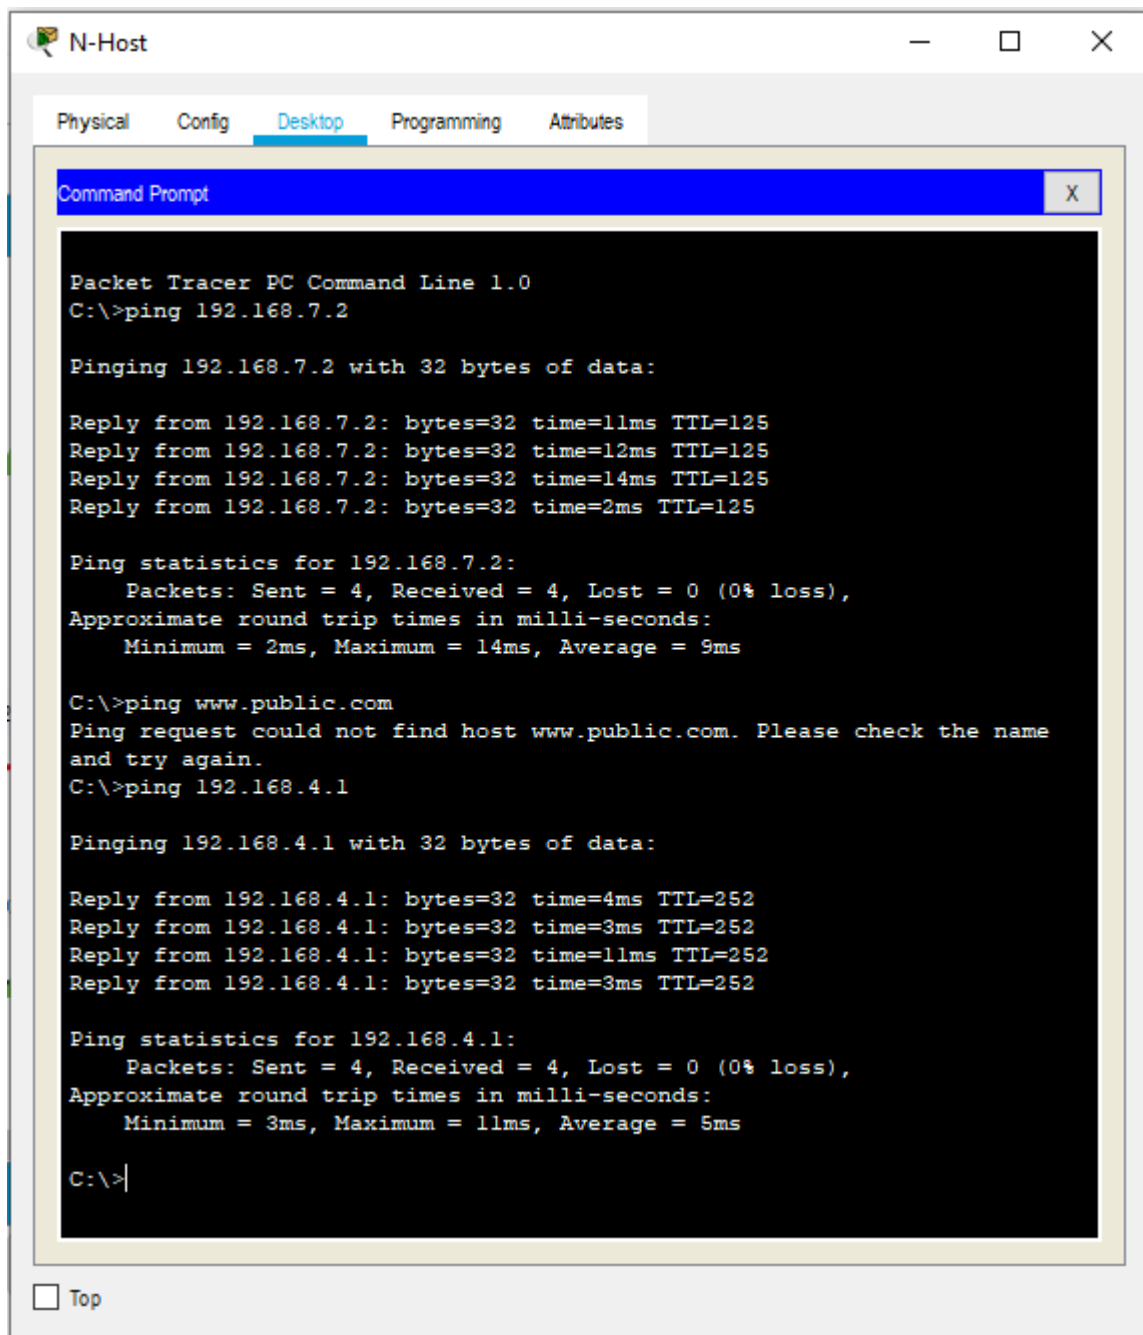 N-Host
Physical Config Desktop Programming Attributes
Command Prompt X
Packet Tracer PC Command Line 1.0
C:\>ping 192.168.7.2
Pinging 192.168.7.2 with 32 bytes of data:
Reply from 192.168.7.2: bytes=32 time=11ms TTL=125
Reply from 192.168.7.2: bytes=32 time=12ms TTL=125
Reply from 192.168.7.2: bytes=32 time=14ms TTL=125
Reply from 192.168.7.2: bytes=32 time=2ms TTL=125
Ping statistics for 192.168.7.2:
Packets: Sent = 4, Received = 4, Lost = 0 (0% loss),
Approximate round trip times in milli-seconds:
Minimum = 2ms, Maximum = 14ms, Average = 9ms
C:\>ping www.public.com
Ping request could not find host www.public.com. Please check the name
and try again.
C:\>ping 192.168.4.1
Pinging 192.168.4.1 with 32 bytes of data:
Reply from 192.168.4.1: bytes=32 time=4ms TTL=252
Reply from 192.168.4.1: bytes=32 time=3ms TTL=252
Reply from 192.168.4.1: bytes=32 time=11ms TTL=252
Reply from 192.168.4.1: bytes=32 time=3ms TTL=252
Ping statistics for 192.168.4.1:
Packets: Sent = 4, Received = 4, Lost = 0 (0% loss),
Approximate round trip times in milli-seconds:
Minimum = 3ms, Maximum = 11ms, Average = 5ms
C:\>
Top